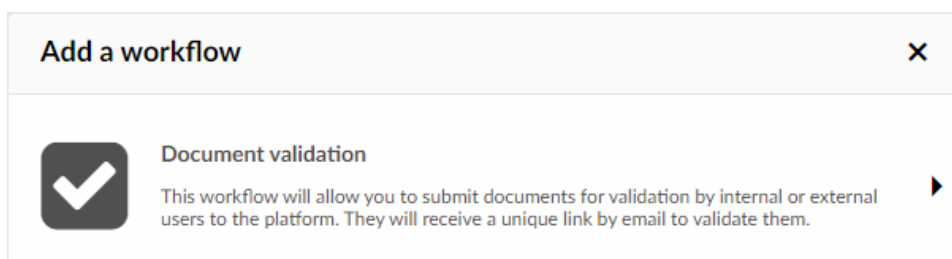 Add a workflow
Document validation
This workflow will allow you to submit documents for validation by internal or external
users to the platform. They will receive a unique link by email to validate them.